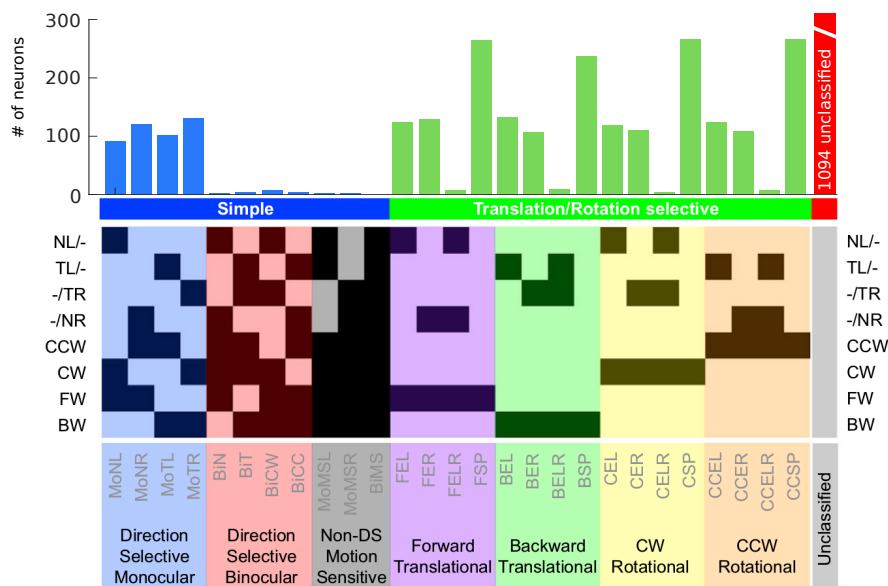 # of neurons
300
200
100
0
1094 unclassified
Simple
Translation/Rotation selective
NL/-
TL/-
-/TR
-/NR
CCW
CW
FW
BW
NL/-
TL/-
-/TR
-/NR
CCW
CW
FW
BW
MoNL
MoNR
MoTL
MoTR
BiN
BiT
BiCW
BiCC
MoMSL
MoMSR
BiMS
FEL
FER
FELR
FSP
BEL
BER
BELR
BSP
CEL
CER
CELR
CSP
CCEL
CCER
CCELR
CCSP
Unclassified
Direction
Selective
Monocular
Direction
Selective
Binocular
Non-DS
Motion
Sensitive
Forward
Translational
Backward
Translational
CW
Rotational
CCW
Rotational